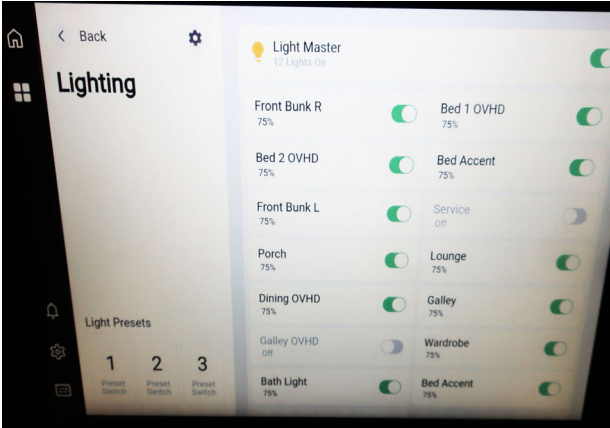 Back
Lighting
Light Presets
1
Preset
Switch
2
Preset
Switch
3
Preset
Switch
Light Master
12 Lights On
Front Bunk R
75%
Bed 1 OVHD
75%
Bed 2 OVHD
75%
Bed Accent
75%
Front Bunk L
75%
Service
Off
Porch
75%
Lounge
75%
Dining OVHD
75%
Galley
75%
Galley OVHD
Off
Wardrobe
75%
Bath Light
75%
Bed Accent
75%